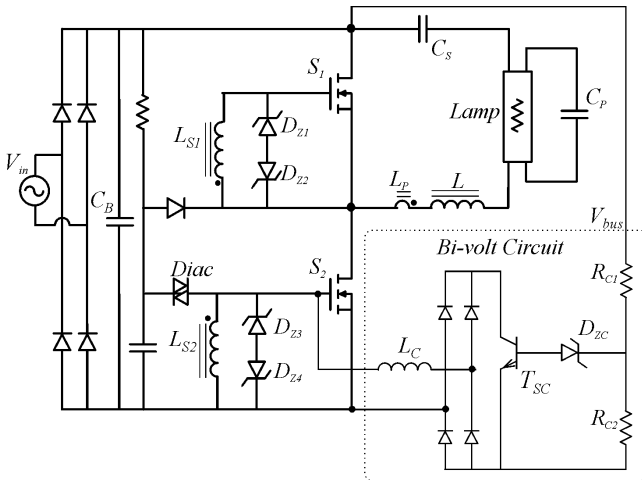 S1
CS
Lamp
CP
LS1
DZ1
DZ2
Vin
CB
LP
L
Vbus
Bi-volt Circuit
Diac
S2
RC1
LS2
DZ3
DZ4
LC
DZC
TSC
RC2